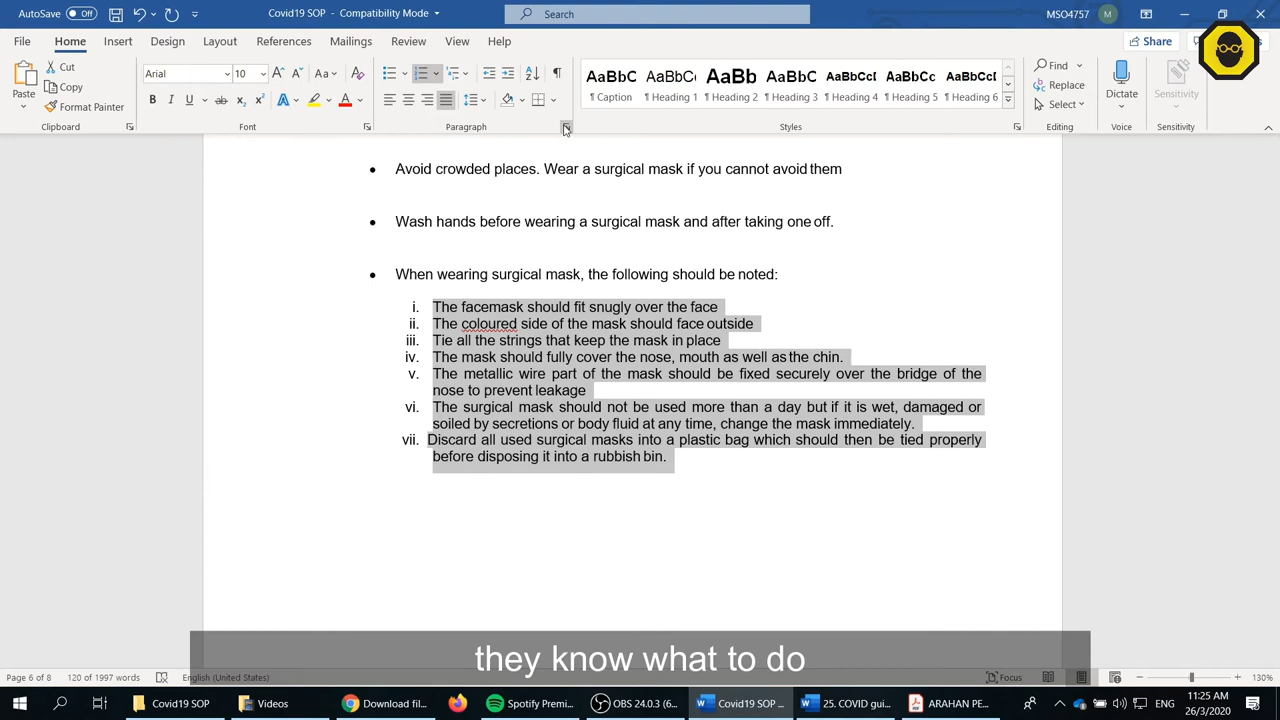 AutoSave Off
Covid19 SOP - Compatibility Mode
Search
MSO4757
M
File Home Insert Design Layout References Mailings Review View Help
Share
Paste
Cut
Copy
Format Painter
Clipboard
Arial
10
Aa
B I U ab x2 x2 A A
Font
Paragraph
AaBbC AaBbCc AaBb AaBbCc AaBbCcI AaBbCc AaBbCcI
¶ Caption ¶ Heading 1 ¶ Heading 2 ¶ Heading 3 ¶ Heading 4 ¶ Heading 5 ¶ Heading 6
Styles
Find
Replace
Select
Editing
Dictate
Voice
Sensitivity
Sensitivity
• Avoid crowded places. Wear a surgical mask if you cannot avoid them
• Wash hands before wearing a surgical mask and after taking one off.
• When wearing surgical mask, the following should be noted:
i. The facemask should fit snugly over the face
ii. The coloured side of the mask should face outside
iii. Tie all the strings that keep the mask in place
iv. The mask should fully cover the nose, mouth as well as the chin.
v. The metallic wire part of the mask should be fixed securely over the bridge of the
nose to prevent leakage
vi. The surgical mask should not be used more than a day but if it is wet, damaged or
soiled by secretions or body fluid at any time, change the mask immediately.
vii. Discard all used surgical masks into a plastic bag which should then be tied properly
before disposing it into a rubbish bin.
they know what to do
Page 6 of 8 120 of 1997 words English (United States)
Focus
130%
Covid19 SOP
Videos
Download fil...
Spotify Premi...
OBS 24.0.3 (6...
Covid19 SOP ...
25. COVID gui...
ARAHAN PE...
ENG
11:25 AM
26/3/2020